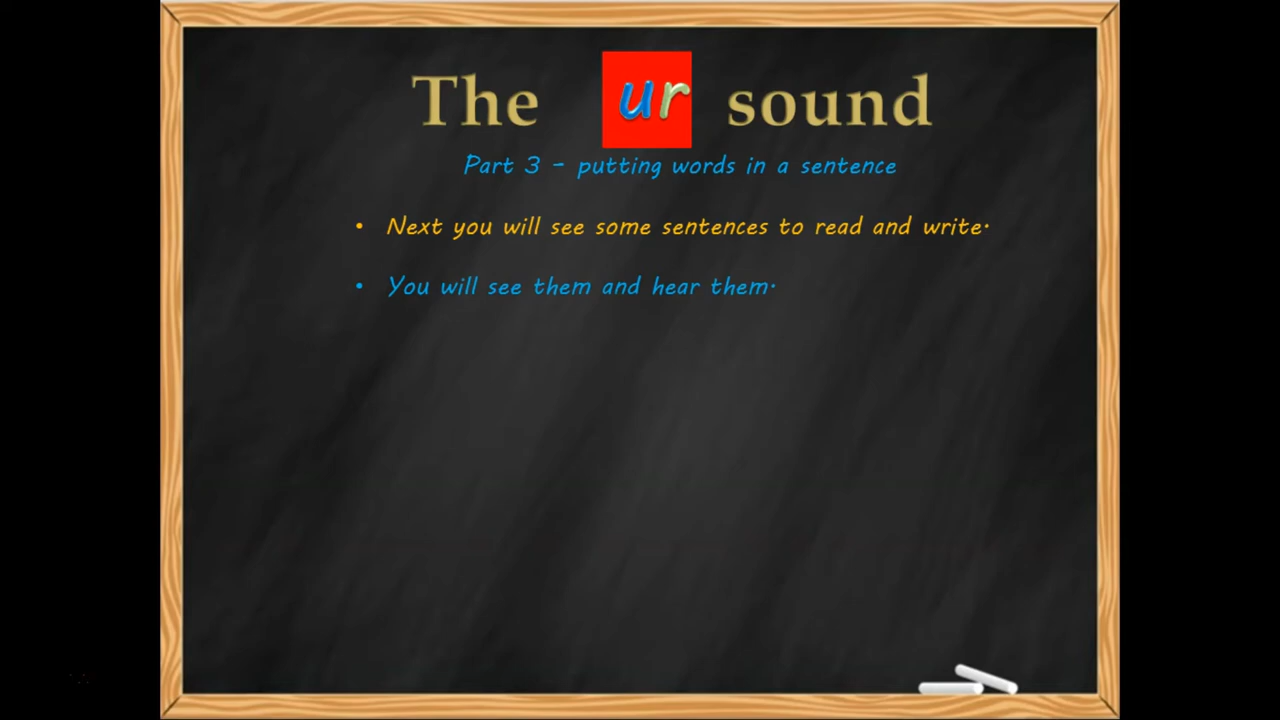 The ur sound
Part 3 - putting words in a sentence
• Next you will see some sentences to read and write.
• You will see them and hear them.